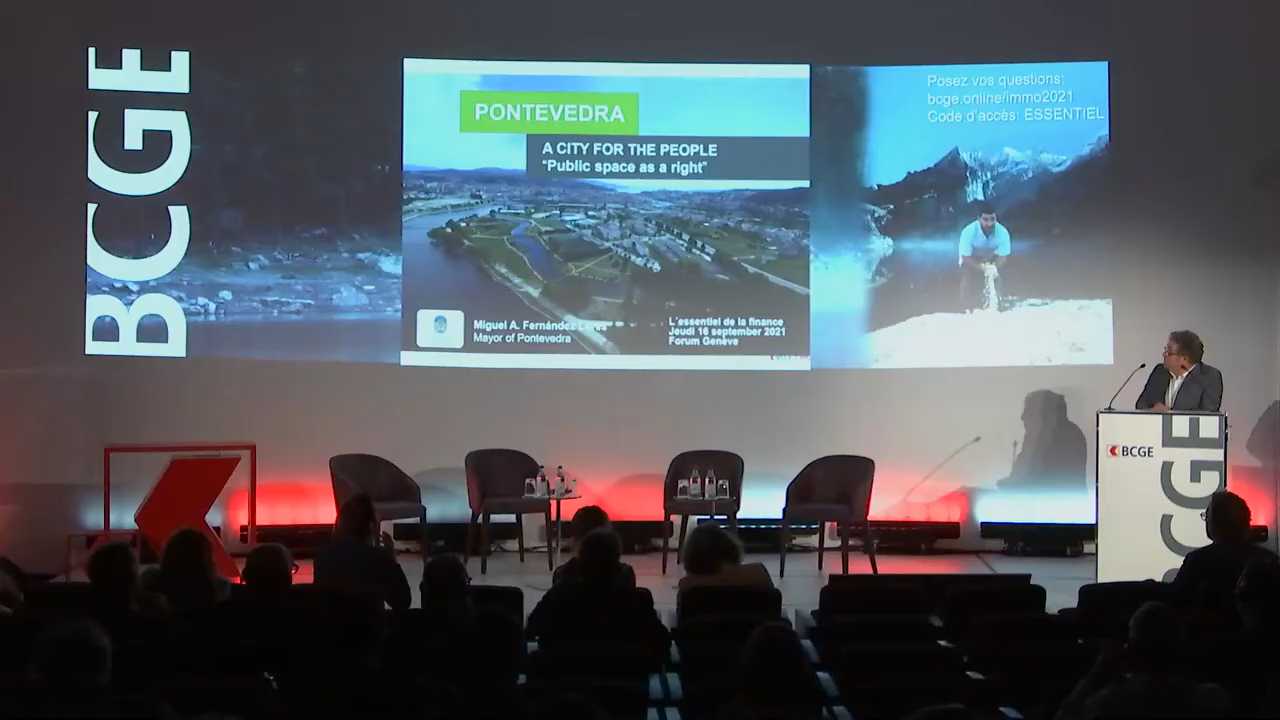 BCGE
PONTEVEDRA
A CITY FOR THE PEOPLE
"Public space as a right"
Miguel A. Fernández
Mayor of Pontevedra
L'essentiel de la finance
Jeudi 16 september 2021
Forum Genève
Posez vos questions:
bcge.online/immo2021
Code d'accès: ESSENTIEL
BCGE
BCGE